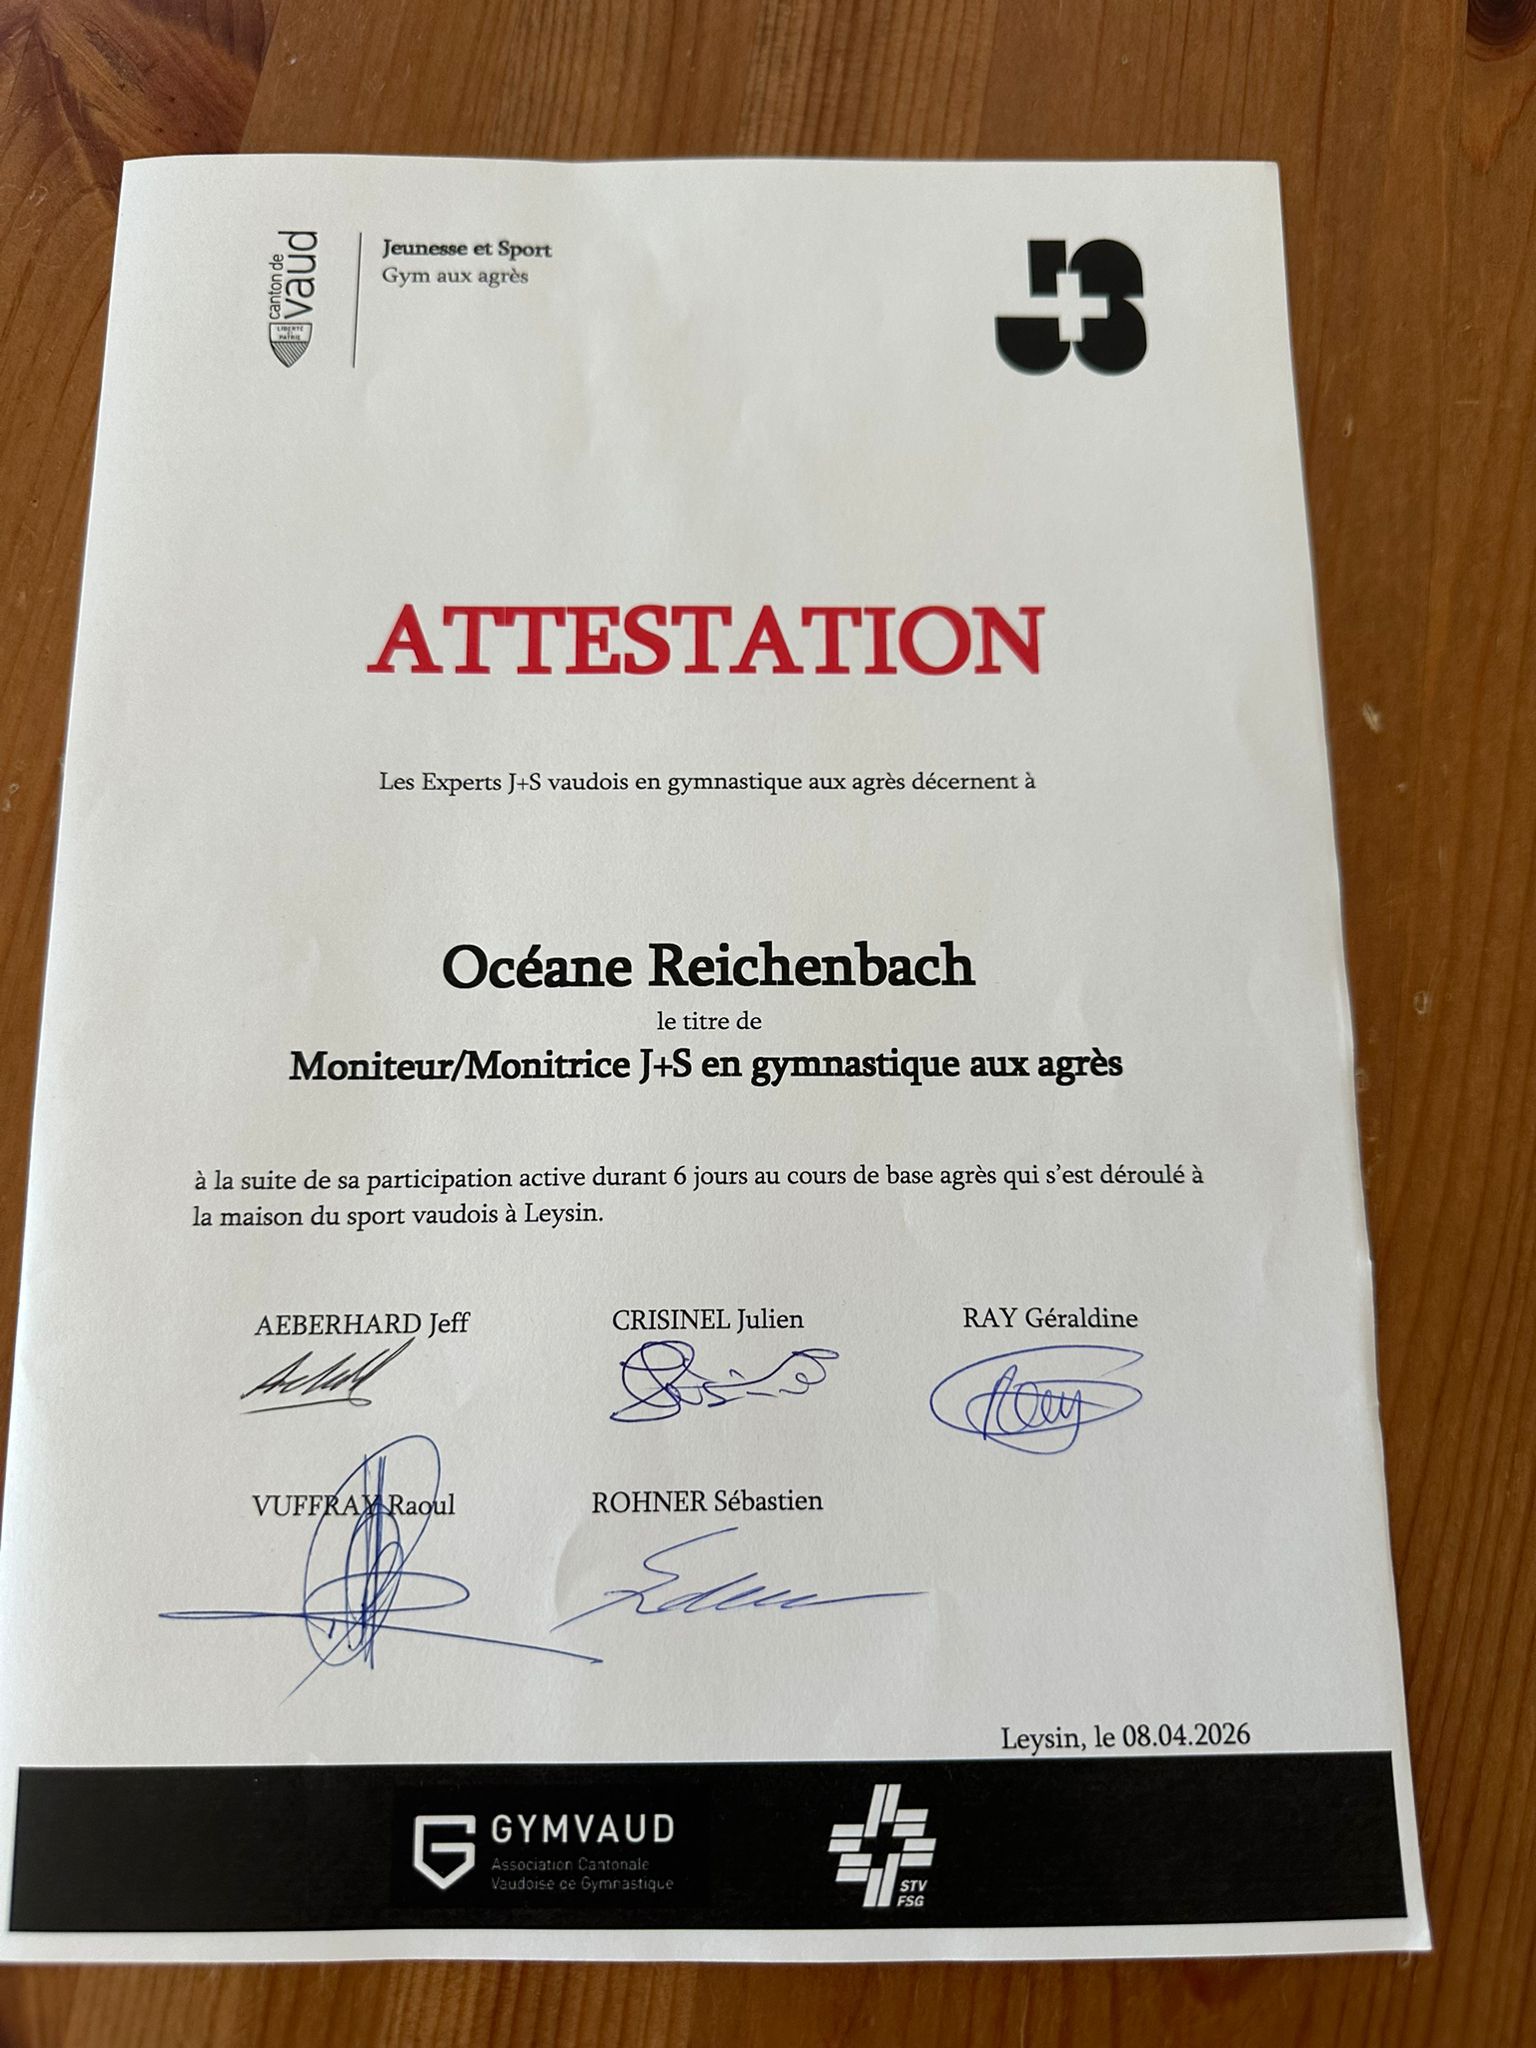 canton de
vaud
LIBERTÉ
ET
PATRIE
Jeunesse et Sport
Gym aux agrès
J+S
ATTESTATION
Les Experts J+S vaudois en gymnastique aux agrès décernent à
Océane Reichenbach
le titre de
Moniteur/Monitrice J+S en gymnastique aux agrès
à la suite de sa participation active durant 6 jours au cours de base agrès qui s'est déroulé à
la maison du sport vaudois à Leysin.
AEBERHARD Jeff
CRISINEL Julien
RAY Géraldine
VUFFRAY Raoul
ROHNER Sébastien
Leysin, le 08.04.2026
GYMVAUD
Association Cantonale
Vaudoise de Gymnastique
STV
FSG